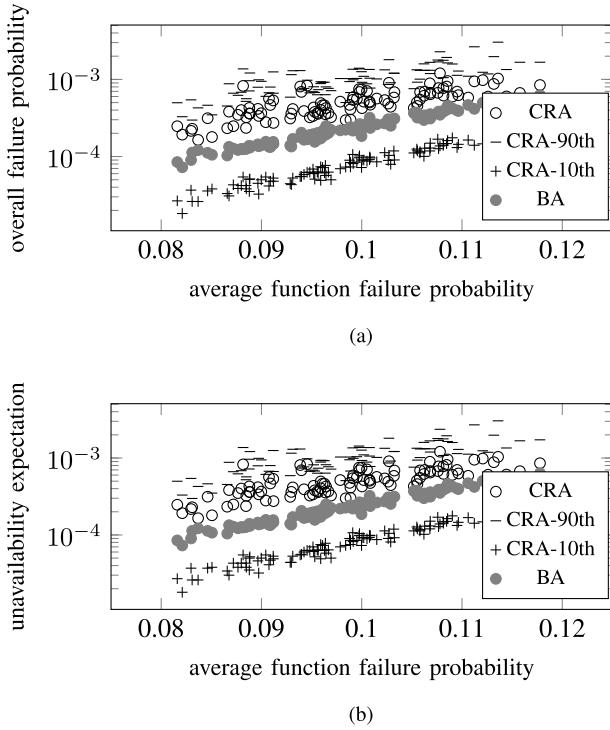 overall failure probability
10−3
10−4
CRA
CRA-90th
CRA-10th
BA
0.08 0.09 0.1 0.11 0.12
average function failure probability
(a)
unavailability expectation
10−3
10−4
CRA
CRA-90th
CRA-10th
BA
0.08 0.09 0.1 0.11 0.12
average function failure probability
(b)